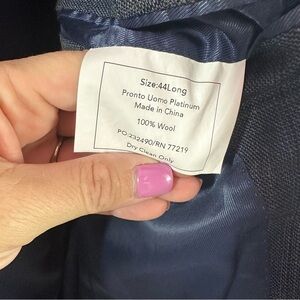 Size:44Long
Pronto Uomo Platinum
Made in China
100% Wool
PO 232490/RN 77219
Dry Clean Only